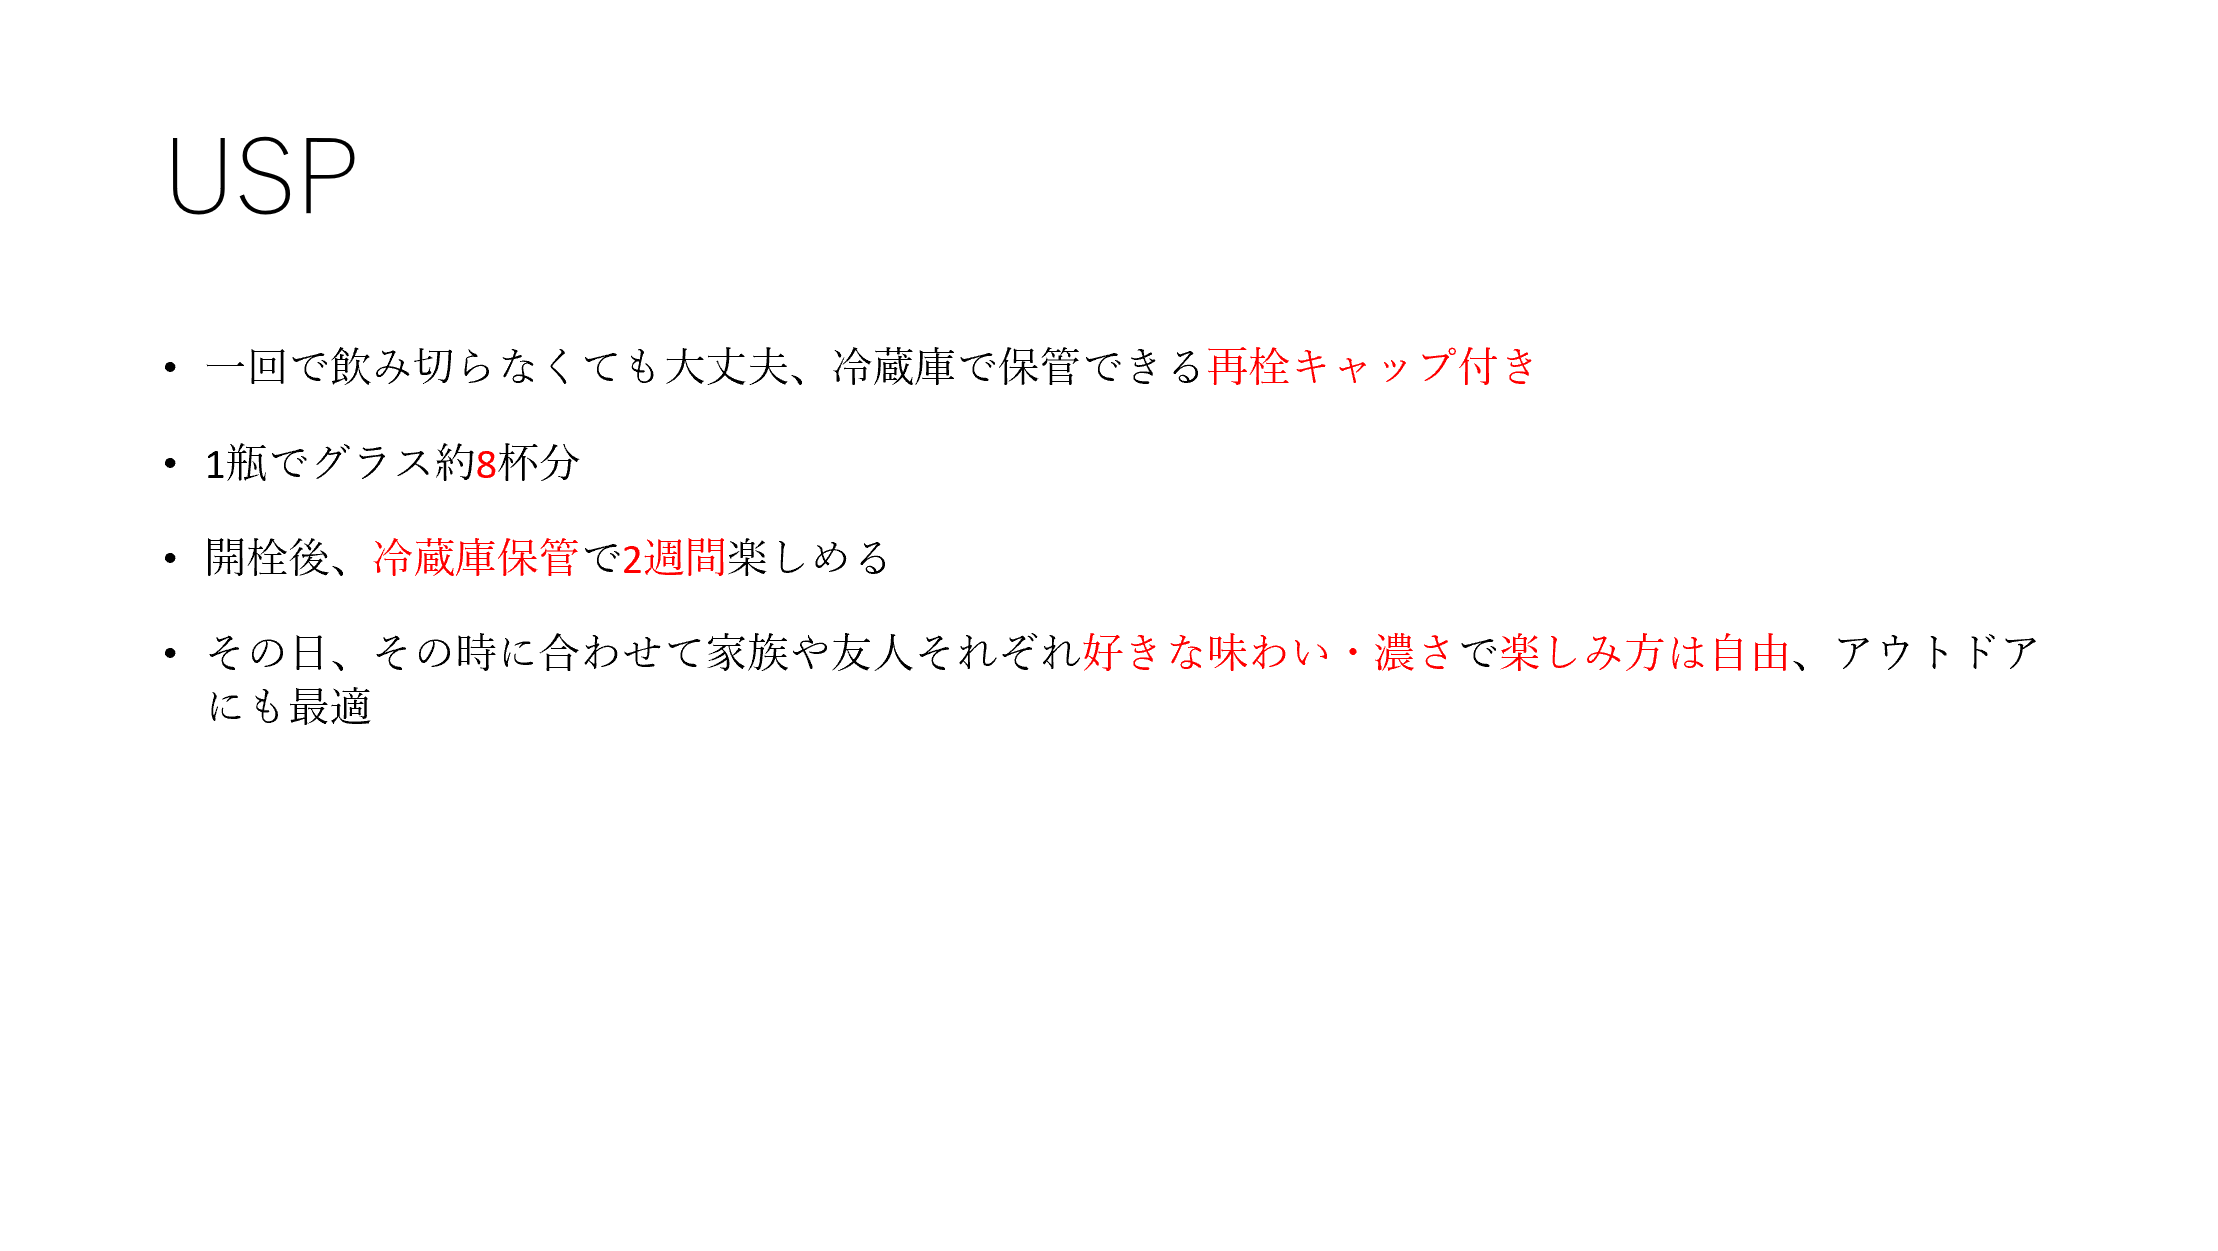 USP
• 一回で飲み切らなくても大丈夫、冷蔵庫で保管できる再栓キャップ付き
• 1瓶でグラス約8杯分
• 開栓後、冷蔵庫保管で2週間楽しめる
• その日、その時に合わせて家族や友人それぞれ好きな味わい・濃さで楽しみ方は自由、アウトドア
にも最適